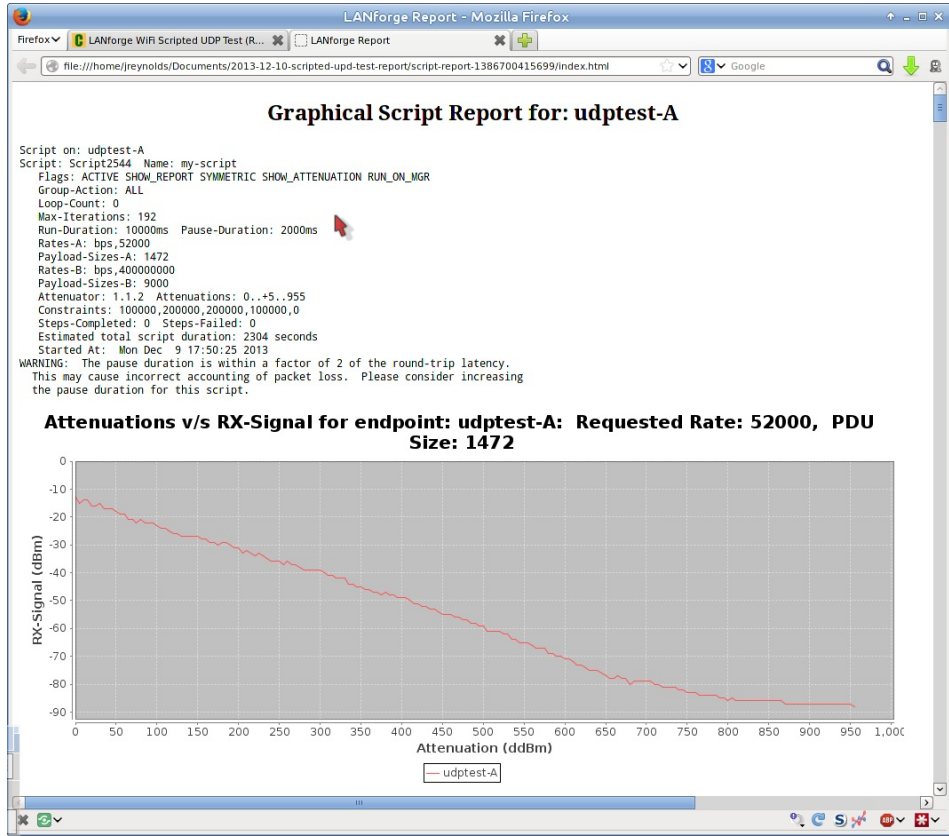 LANforge Report - Mozilla Firefox
Firefox
LANforge WiFi Scripted UDP Test (R...
LANforge Report
file:///home/jreynolds/Documents/2013-12-10-scripted-upd-test-report/script-report-1386700415699/index.html
Google
Graphical Script Report for: udptest-A
Script on: udptest-A
Script: Script2544  Name: my-script
Flags: ACTIVE SHOW_REPORT SYMMETRIC SHOW_ATTENUATION RUN_ON_MGR
Group-Action: ALL
Loop-Count: 0
Max-Iterations: 192
Run-Duration: 10000ms  Pause-Duration: 2000ms
Rates-A: bps,52000
Payload-Sizes-A: 1472
Rates-B: bps,400000000
Payload-Sizes-B: 9000
Attenuator: 1.1.2  Attenuations: 0..+5..955
Constraints: 100000,200000,200000,100000,0
Steps-Completed: 0  Steps-Failed: 0
Estimated total script duration: 2304 seconds
Started At:  Mon Dec  9 17:50:25 2013
WARNING:  The pause duration is within a factor of 2 of the round-trip latency.
This may cause incorrect accounting of packet loss.  Please consider increasing
the pause duration for this script.
Attenuations v/s RX-Signal for endpoint: udptest-A:  Requested Rate: 52000,  PDU
Size: 1472
RX-Signal (dBm)
0
-10
-20
-30
-40
-50
-60
-70
-80
-90
0 50 100 150 200 250 300 350 400 450 500 550 600 650 700 750 800 850 900 950 1,000
Attenuation (ddBm)
udptest-A
ABP